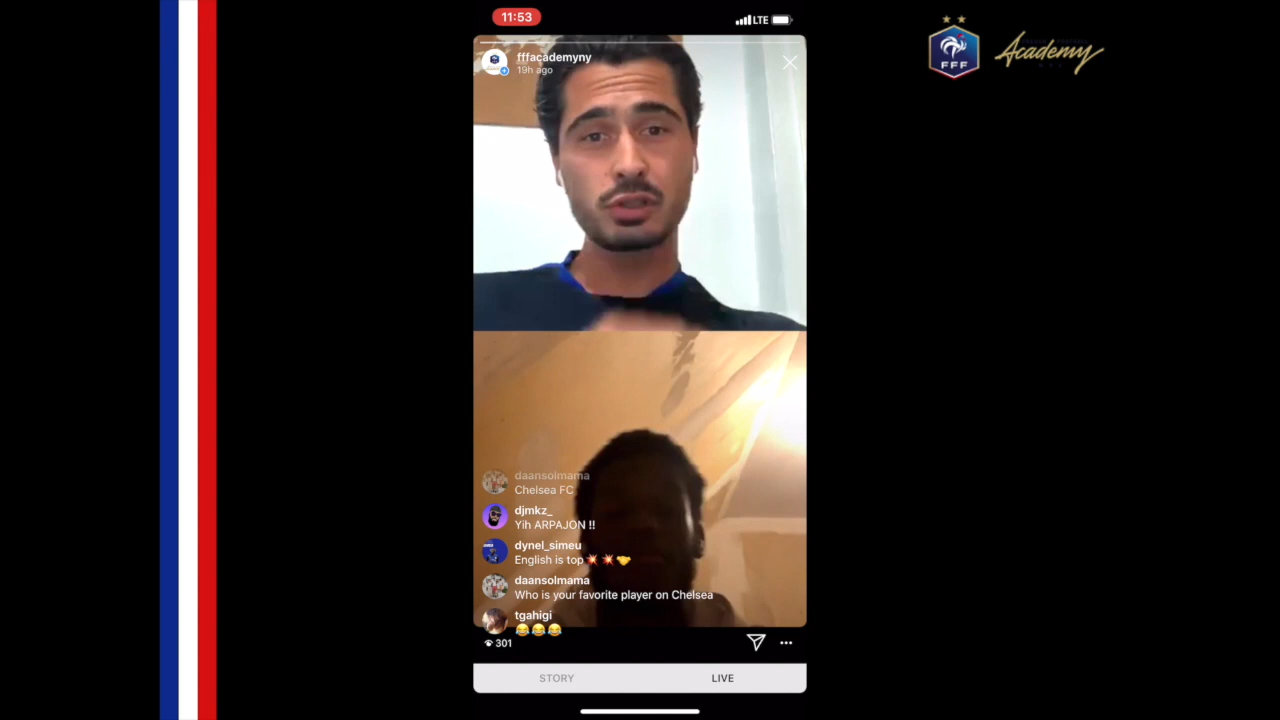 11:53
LTE
fffacademyny
19h ago
FFF
Academy
daansolmama
Chelsea FC
djmkz_
Yih ARPAJON !!
dynel_simeu
English is top💥💥🤝
daansolmama
Who is your favorite player on Chelsea
tgahigi
😂😂😂
301
STORY
LIVE